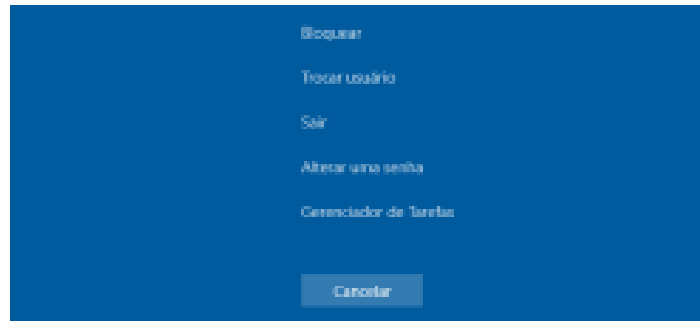 Bloquear
Trocar usuário
Sair
Alterar uma senha
Gerenciador de Tarefas
Cancelar